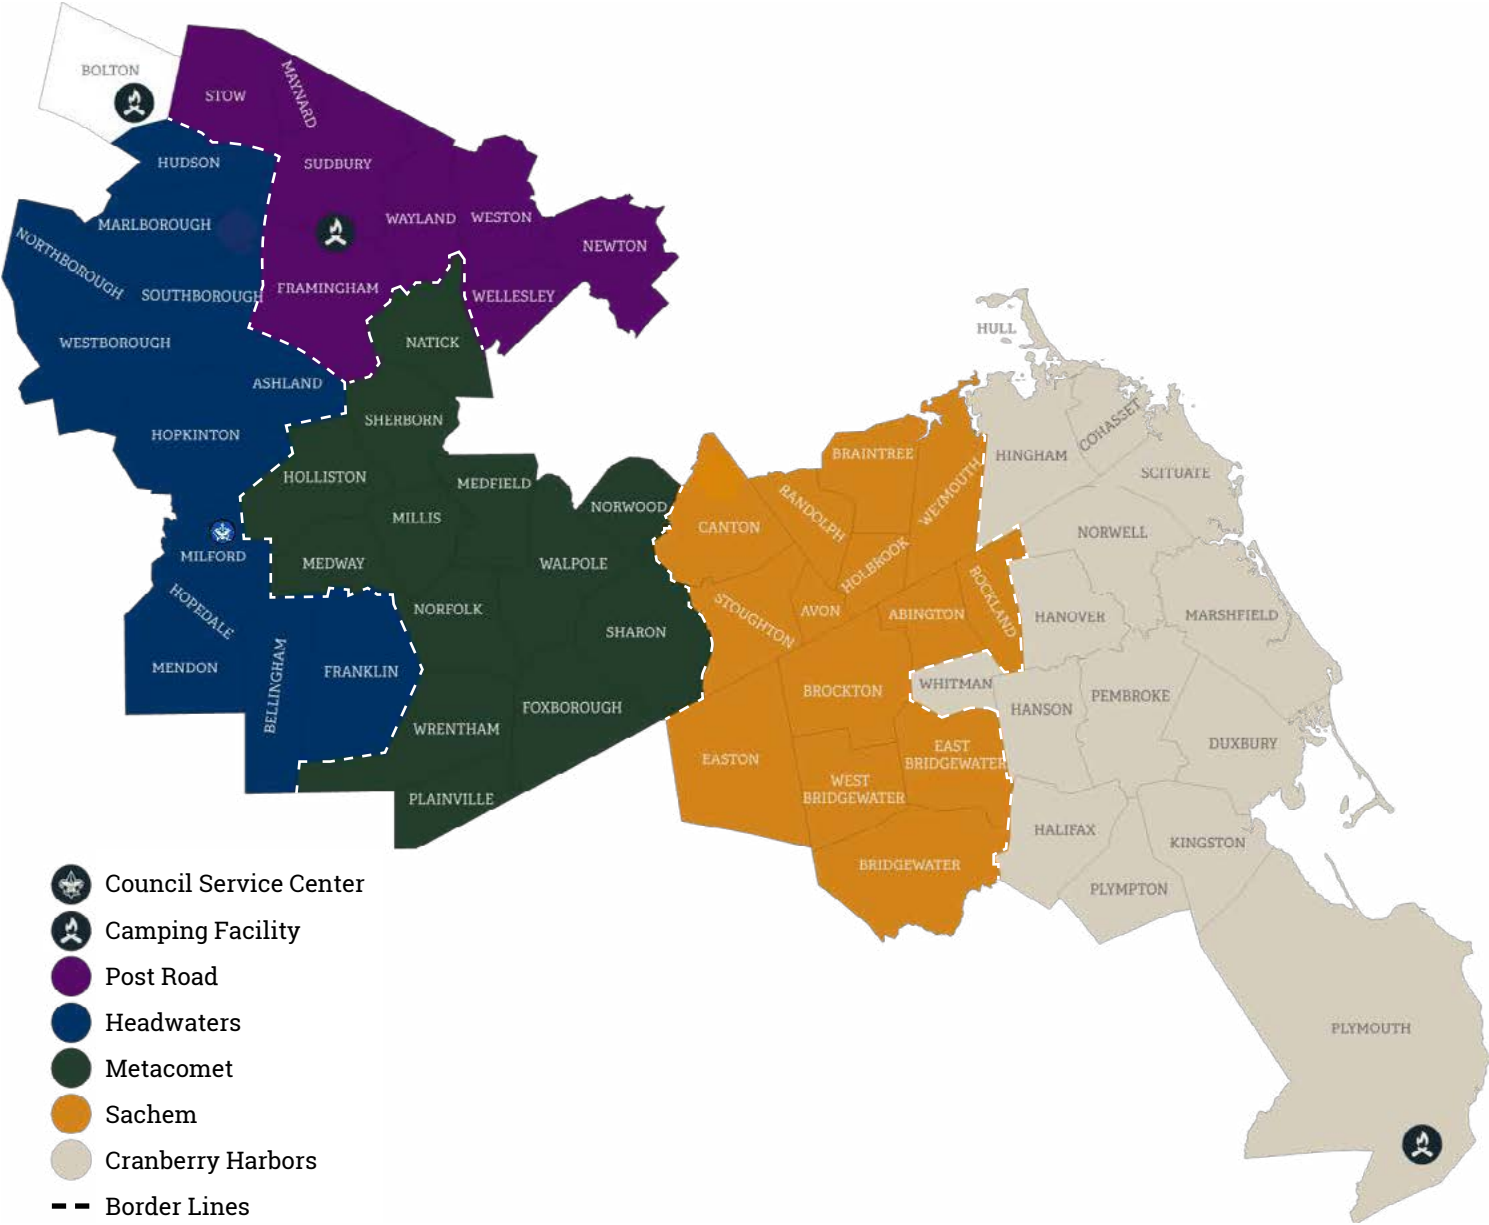 BOLTON
STOW
MAYNARD
HUDSON
SUDBURY
MARLBOROUGH
WAYLAND
WESTON
NEWTON
NORTHBOROUGH
SOUTHBOROUGH
FRAMINGHAM
WELLESLEY
WESTBOROUGH
NATICK
ASHLAND
SHERBORN
HOPKINTON
HOLLISTON
MEDFIELD
NORWOOD
MILLIS
MILFORD
MEDWAY
WALPOLE
HOPEDALE
NORFOLK
SHARON
MENDON
BELLINGHAM
FRANKLIN
WRENTHAM
FOXBOROUGH
PLAINVILLE
HULL
BRAINTREE
WEYMOUTH
HINGHAM
COHASSET
SCITUATE
CANTON
RANDOLPH
HOLBROOK
NORWELL
STOUGHTON
AVON
ABINGTON
ROCKLAND
HANOVER
MARSHFIELD
BROCKTON
WHITMAN
HANSON
PEMBROKE
EASTON
EAST
BRIDGEWATER
DUXBURY
WEST
BRIDGEWATER
HALIFAX
KINGSTON
BRIDGEWATER
PLYMPTON
PLYMOUTH
Council Service Center
Camping Facility
Post Road
Headwaters
Metacomet
Sachem
Cranberry Harbors
Border Lines